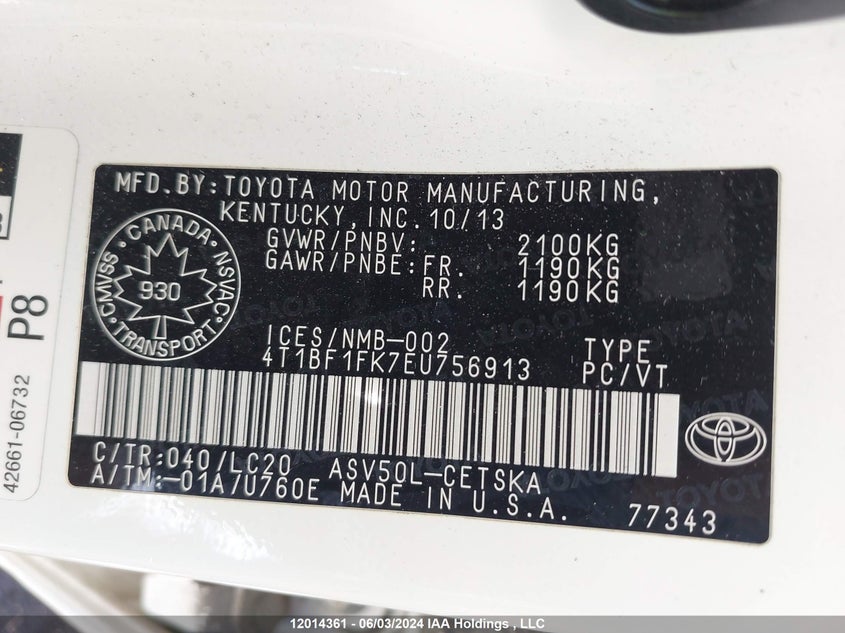 MFD.BY:TOYOTA MOTOR MANUFACTURING,
KENTUCKY, INC. 10/13
GVWR/PNBV: 2100KG
GAWR/PNBE: FR. 1190KG
RR. 1190KG
CANADA
CMVSS
NSVAC
930
TRANSPORT
ICES/NMB-002
4T1BF1FK7EU756913
TYPE
PC/VT
C/TR:040/LC20 ASV50L-CETSKA
A/TM:-01A/U760E MADE IN U.S.A. 77343
P8
42661-06732
12014361 - 06/03/2024 - IAA Holdings , LLC